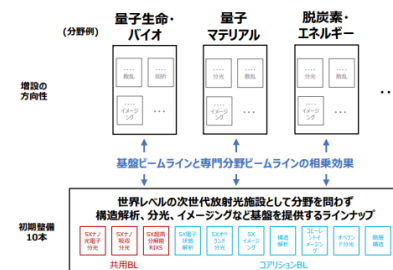 (分野例)
量子生命・
バイオ
量子
マテリアル
脱炭素・
エネルギー
増設の
方向性
....
散乱
....
回折
....
イメージ
ング
...
....
分光
....
散乱
....
イメージ
ング
...
....
分光
....
散乱
....
イメージ
ング
...
...
基盤ビームラインと専門分野ビームラインの相乗効果
世界レベルの次世代放射光施設として分野を問わず
構造解析、分光、イメージングなど基盤を提供するラインナップ
初期整備
10本
SXナノ
光電子
分光
SXナノ
吸収
分光
SX超高
分解能
RIXS
SX電子
状態
解析
SXオペ
ランド
分光
SX
イメージ
ング
構造
解析
コヒーレ
ントイメ
ージング
オペラン
ド分光
階層
構造
共用BL
コアリションBL